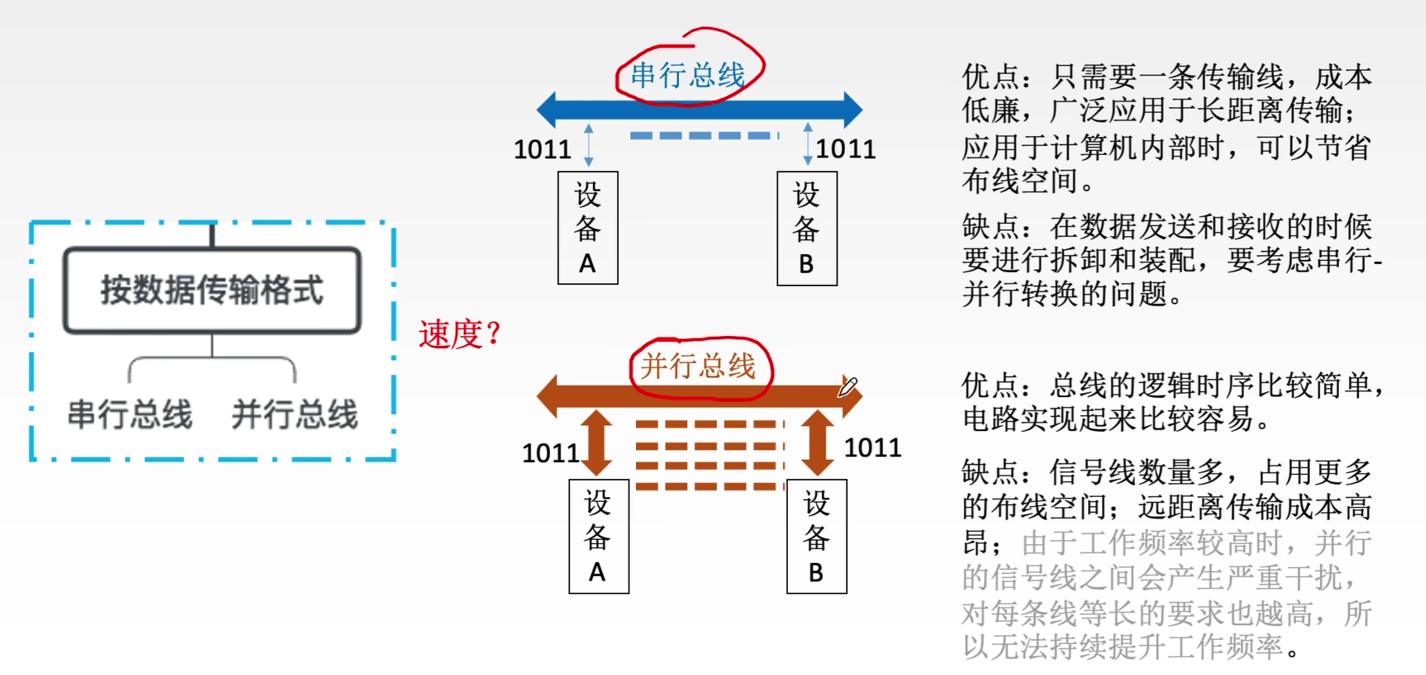 按数据传输格式
串行总线 并行总线
速度？
串行总线
1011
1011
设
备
A
设
备
B
优点：只需要一条传输线，成本
低廉，广泛应用于长距离传输；
应用于计算机内部时，可以节省
布线空间。
缺点：在数据发送和接收的时候
要进行拆卸和装配，要考虑串行-
并行转换的问题。
并行总线
1011
1011
设
备
A
设
备
B
优点：总线的逻辑时序比较简单，
电路实现起来比较容易。
缺点：信号线数量多，占用更多
的布线空间；远距离传输成本高
昂；由于工作频率较高时，并行
的信号线之间会产生严重干扰，
对每条线等长的要求也越高，所
以无法持续提升工作频率。